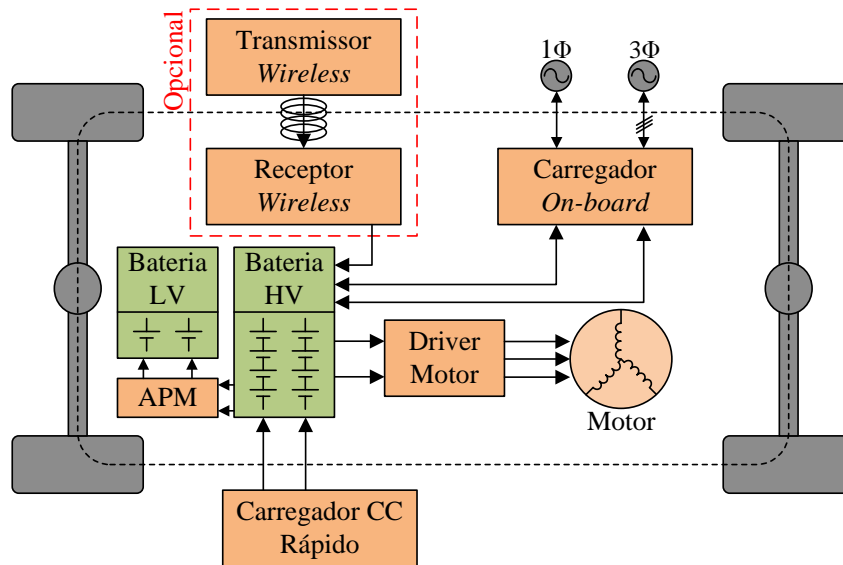 Opcional
Transmissor
Wireless
Receptor
Wireless
1Φ
3Φ
Carregador
On-board
Bateria
LV
Bateria
HV
APM
Driver
Motor
Motor
Carregador CC
Rápido